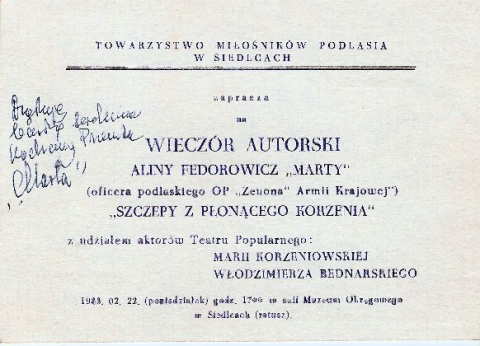 TOWARZYSTWO MIŁOŚNIKÓW PODLASIA
W SIEDLCACH
zaprasza
na
WIECZÓR AUTORSKI
ALINY FEDOROWICZ „MARTY"
(oficera podlaskiego OP „Zenona" Armii Krajowej")
„SZCZEPY Z PŁONĄCEGO KORZENIA"
z udziałem aktorów Teatru Popularnego:
MARII KORZENIOWSKIEJ
WŁODZIMIERZA BEDNARSKIEGO
1988. 02. 22. (poniedziałek) godz. 17oo w sali Muzeum Okręgowego
w Siedlcach (ratusz).
„Marta"